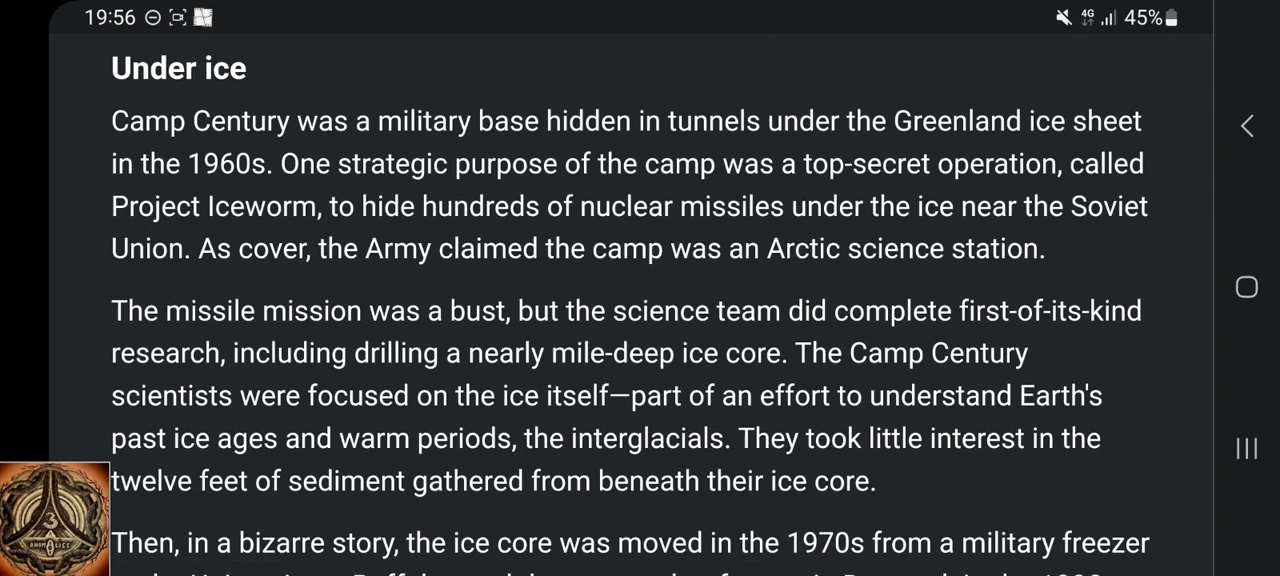 19:56
4G 45%
Under ice
Camp Century was a military base hidden in tunnels under the Greenland ice sheet
in the 1960s. One strategic purpose of the camp was a top-secret operation, called
Project Iceworm, to hide hundreds of nuclear missiles under the ice near the Soviet
Union. As cover, the Army claimed the camp was an Arctic science station.
The missile mission was a bust, but the science team did complete first-of-its-kind
research, including drilling a nearly mile-deep ice core. The Camp Century
scientists were focused on the ice itself—part of an effort to understand Earth's
past ice ages and warm periods, the interglacials. They took little interest in the
twelve feet of sediment gathered from beneath their ice core.
3
Then, in a bizarre story, the ice core was moved in the 1970s from a military freezer